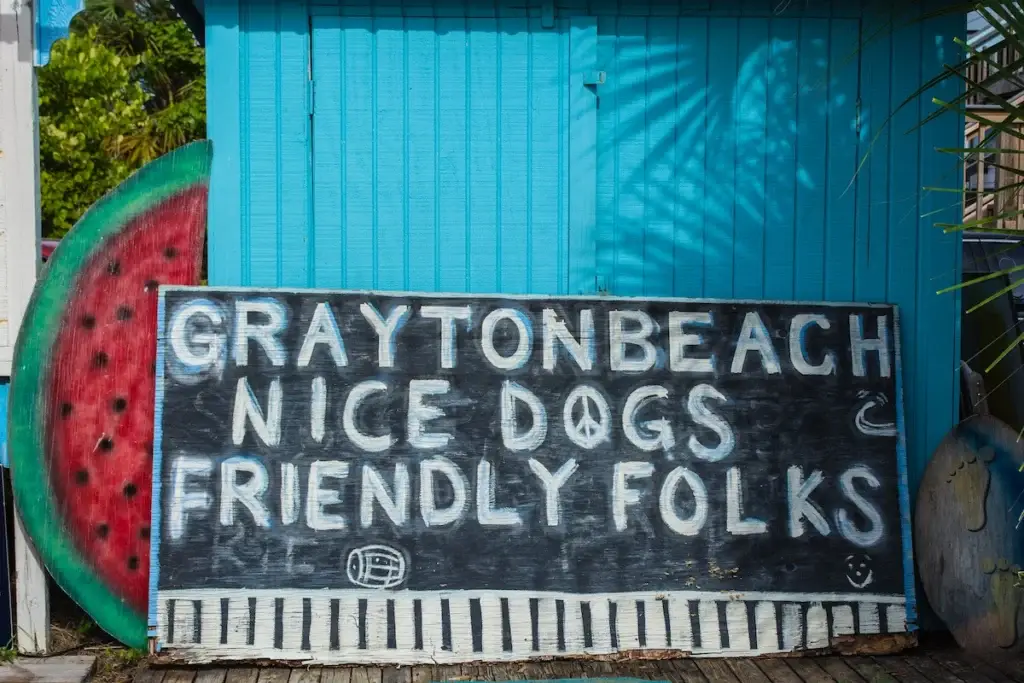 GRAYTONBEACH
NICE DOGS
FRIENDLY FOLKS